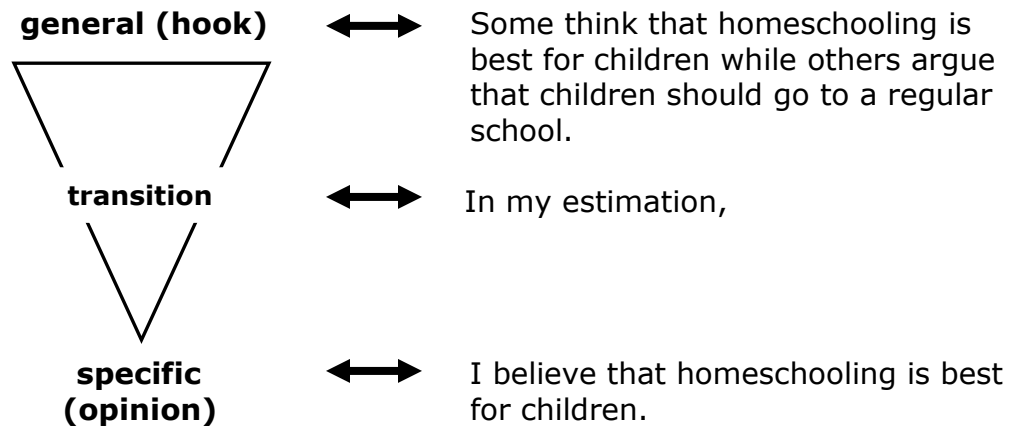 general (hook)
Some think that homeschooling is
best for children while others argue
that children should go to a regular
school.
transition
In my estimation,
specific
(opinion)
I believe that homeschooling is best
for children.